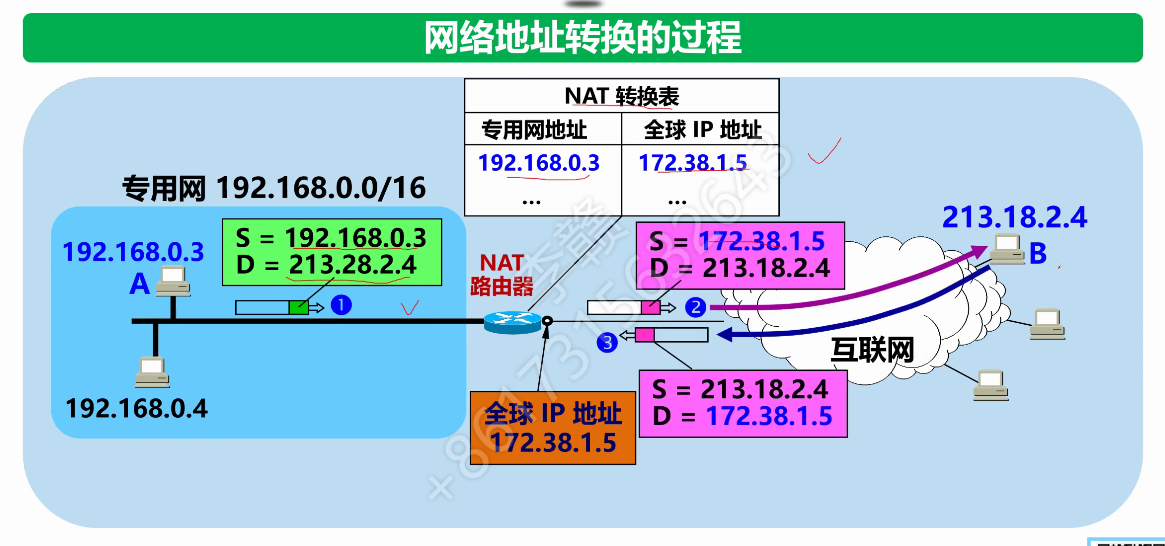 网络地址转换的过程
NAT 转换表
专用网地址 全球 IP 地址
192.168.0.3 172.38.1.5
... ...
专用网 192.168.0.0/16
192.168.0.3
A
S = 192.168.0.3
D = 213.28.2.4
1
NAT
路由器
S = 172.38.1.5
D = 213.18.2.4
2
213.18.2.4
B
3
互联网
192.168.0.4
全球 IP 地址
172.38.1.5
S = 213.18.2.4
D = 172.38.1.5